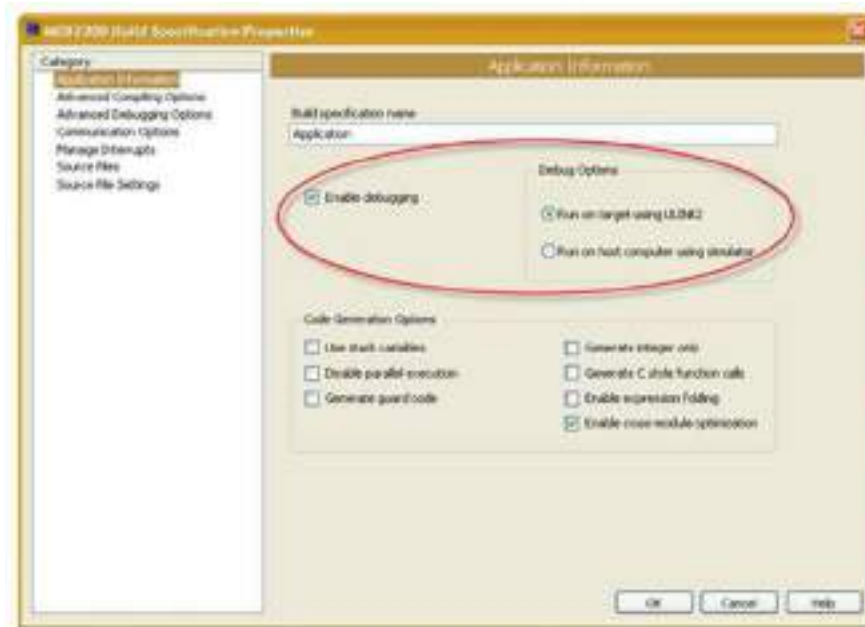 MCB2300 Build Specification Properties
Category
Application Information
Advanced Compiling Options
Advanced Debugging Options
Communication Options
Manage Interrupts
Source Files
Source File Settings
Application Information
Build specification name
Application
Enable debugging
Debug Options
Run on target using ULINK2
Run on host computer using simulator
Code Generation Options
Use stack variables
Disable parallel execution
Generate guard code
Generate integer only
Generate C style function calls
Enable expression folding
Enable cross-module optimization
OK
Cancel
Help